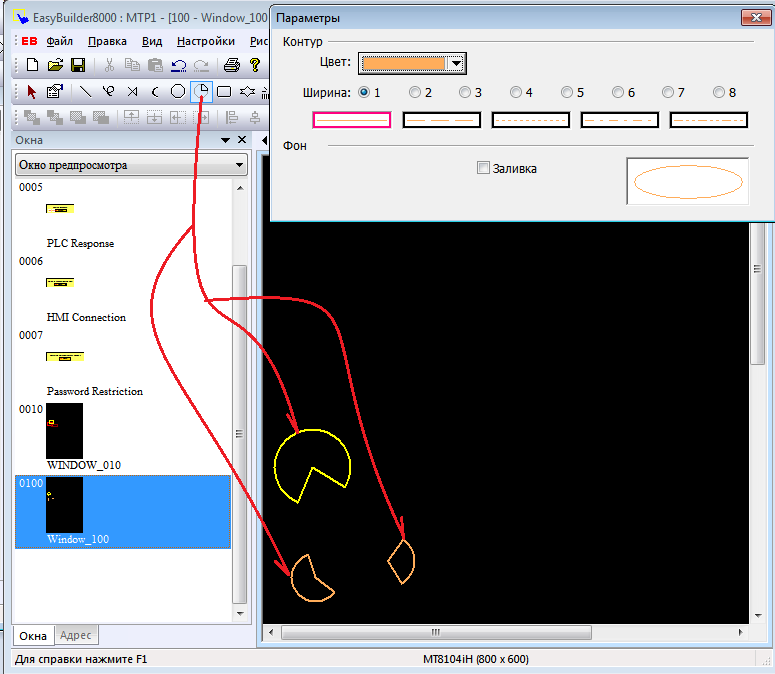 EasyBuilder8000 : MTP1 - [100 - Window_100
EB Файл Правка Вид Настройки Рис
Параметры
Контур
Цвет:
Ширина: 1 2 3 4 5 6 7 8
Фон
Заливка
Окна
Окно предпросмотра
0005
PLC Response
0006
HMI Connection
0007
Password Restriction
0010
WINDOW_010
0100
Window_100
Окна Адрес
Для справки нажмите F1 MT8104iH (800 x 600)